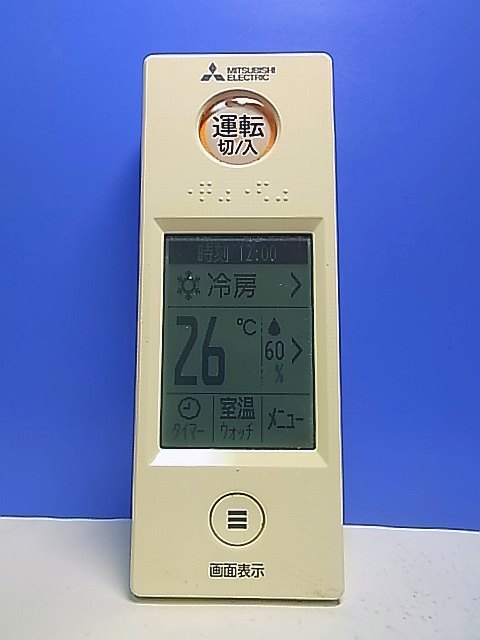 MITSUBISHI
ELECTRIC
運転
切/入
時刻 12:00
冷房
26 ℃ 60 %
タイマー 室温ウォッチ メニュー
画面表示